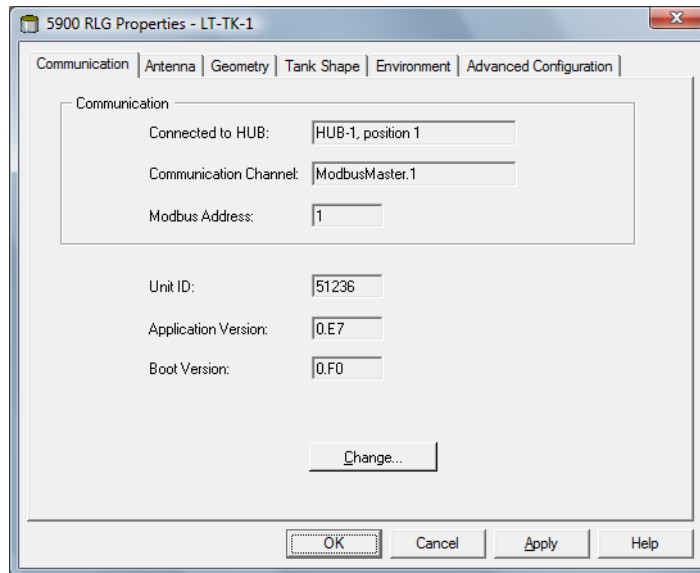 5900 RLG Properties - LT-TK-1
Communication Antenna Geometry Tank Shape Environment Advanced Configuration
Communication
Connected to HUB: HUB-1, position 1
Communication Channel: ModbusMaster.1
Modbus Address: 1
Unit ID: 51236
Application Version: 0.E7
Boot Version: 0.F0
Change...
OK Cancel Apply Help